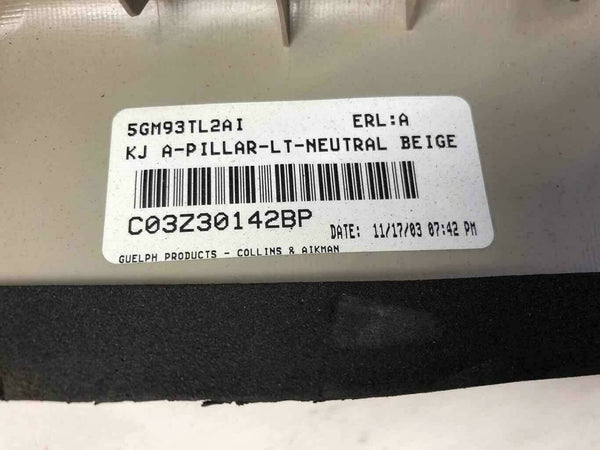 5GM93TL2AI ERL:A
KJ A-PILLAR-LT-NEUTRAL BEIGE
C03Z30142BP DATE: 11/17/03 07:42 PM
GUELPH PRODUCTS - COLLINS & AIKMAN